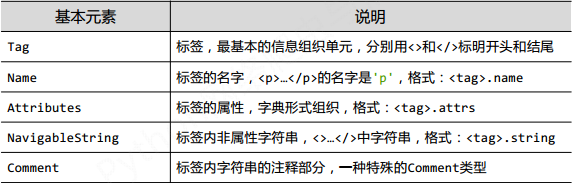 基本元素 说明
Tag 标签，最基本的信息组织单元，分别用<>和</>标明开头和结尾
Name 标签的名字，<p>…</p>的名字是'p'，格式：<tag>.name
Attributes 标签的属性，字典形式组织，格式：<tag>.attrs
NavigableString 标签内非属性字符串，<>…</>中字符串，格式：<tag>.string
Comment 标签内字符串的注释部分，一种特殊的Comment类型